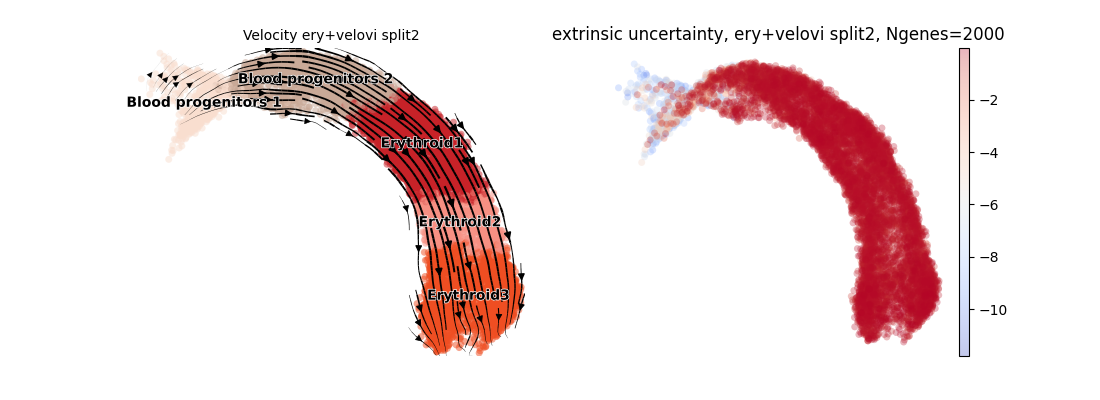 Velocity ery+velovi split2
extrinsic uncertainty, ery+velovi split2, Ngenes=2000
Blood progenitors 2
Blood progenitors 1
Erythroid1
Erythroid2
Erythroid3
−2
−4
−6
−8
−10